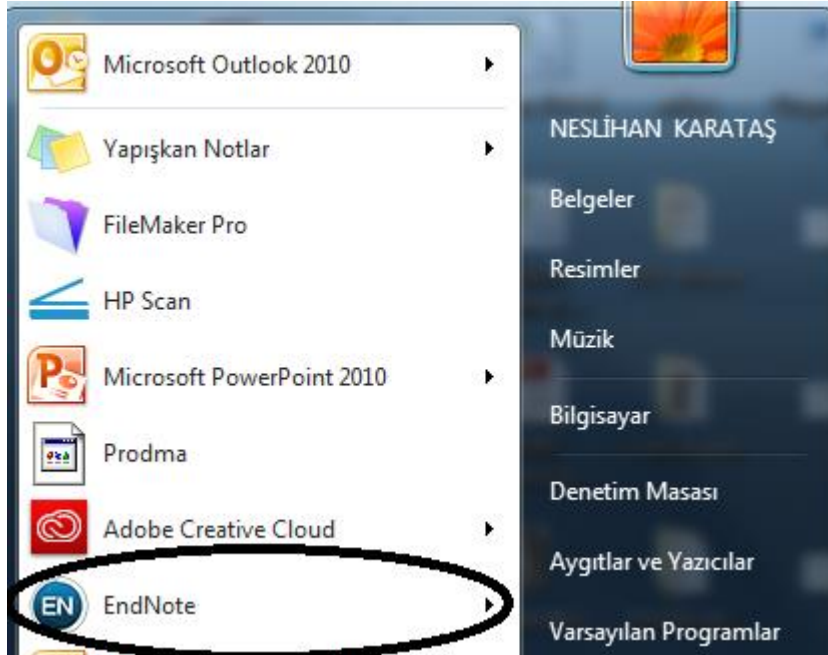 Microsoft Outlook 2010
Yapışkan Notlar
FileMaker Pro
HP Scan
Microsoft PowerPoint 2010
Prodma
Adobe Creative Cloud
EN EndNote
NESLİHAN KARATAŞ
Belgeler
Resimler
Müzik
Bilgisayar
Denetim Masası
Aygıtlar ve Yazıcılar
Varsayılan Programlar